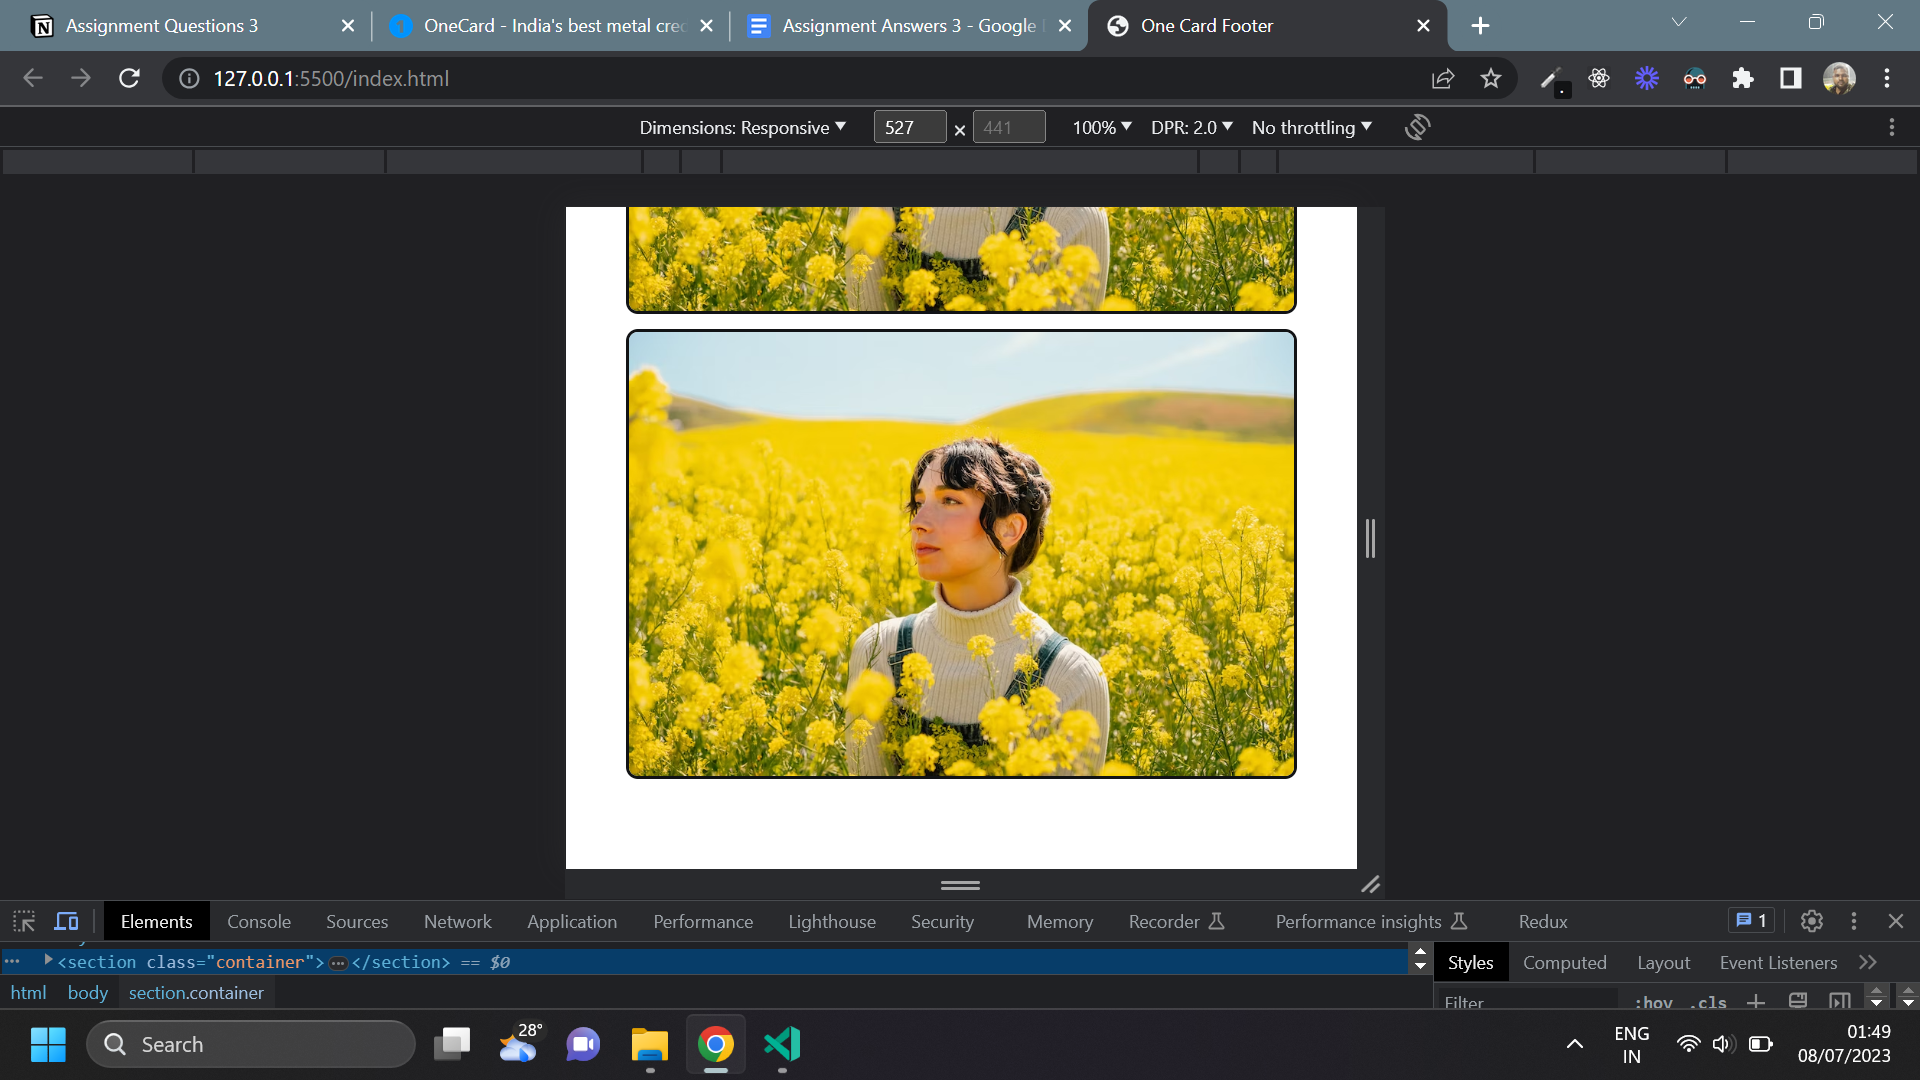 Assignment Questions 3
OneCard - India's best metal cred
Assignment Answers 3 - Google
One Card Footer
127.0.0.1:5500/index.html
Dimensions: Responsive ▼ 527 × 441 100% ▼ DPR: 2.0 ▼ No throttling ▼
Elements Console Sources Network Application Performance Lighthouse Security Memory Recorder Performance insights Redux 1
<section class="container"> ··· </section> == $0
Styles Computed Layout Event Listeners
html body section.container
Filter :hov .cls
Search
28°
ENG
IN
01:49
08/07/2023